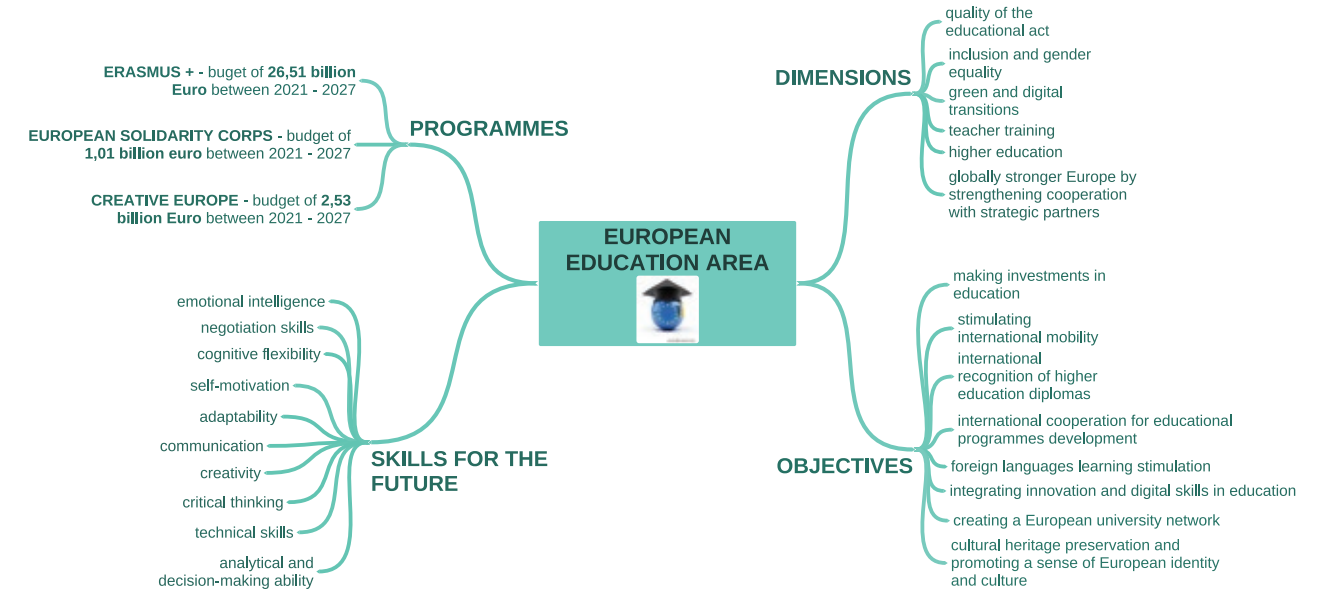 EUROPEAN
EDUCATION AREA
PROGRAMMES
ERASMUS + - buget of 26,51 billion
Euro between 2021 - 2027
EUROPEAN SOLIDARITY CORPS - budget of
1,01 billion euro between 2021 - 2027
CREATIVE EUROPE - budget of 2,53
billion Euro between 2021 - 2027
SKILLS FOR THE
FUTURE
emotional intelligence
negotiation skills
cognitive flexibility
self-motivation
adaptability
communication
creativity
critical thinking
technical skills
analytical and
decision-making ability
DIMENSIONS
quality of the
educational act
inclusion and gender
equality
green and digital
transitions
teacher training
higher education
globally stronger Europe by
strengthening cooperation
with strategic partners
OBJECTIVES
making investments in
education
stimulating
international mobility
international
recognition of higher
education diplomas
international cooperation for educational
programmes development
foreign languages learning stimulation
integrating innovation and digital skills in education
creating a European university network
cultural heritage preservation and
promoting a sense of European identity
and culture